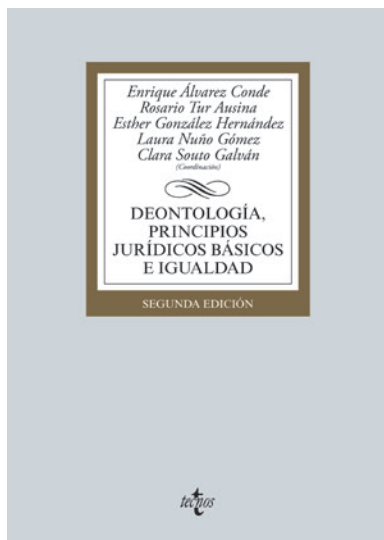 Enrique Álvarez Conde
Rosario Tur Ausina
Esther González Hernández
Laura Nuño Gómez
Clara Souto Galván
(Coordinación)
DEONTOLOGÍA,
PRINCIPIOS
JURÍDICOS BÁSICOS
E IGUALDAD
SEGUNDA EDICIÓN
tecnos